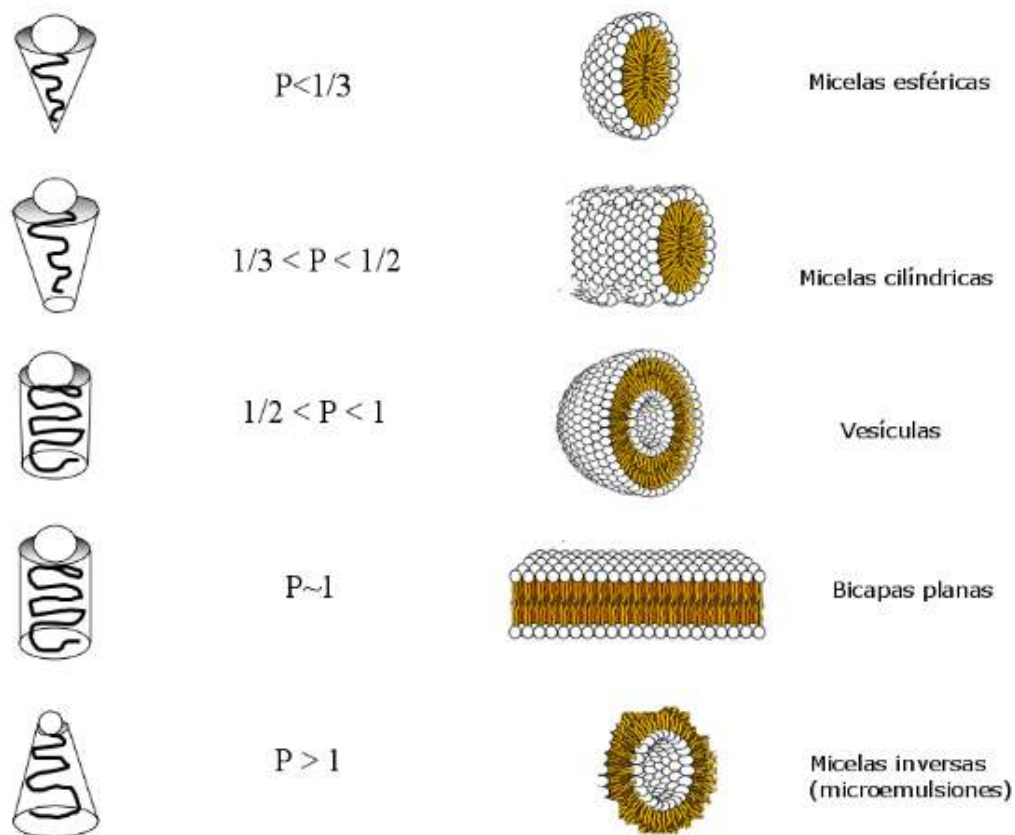 P<1/3
Micelas esféricas
1/3 < P < 1/2
Micelas cilíndricas
1/2 < P < 1
Vesículas
P~1
Bicapas planas
P > 1
Micelas inversas
(microemulsiones)